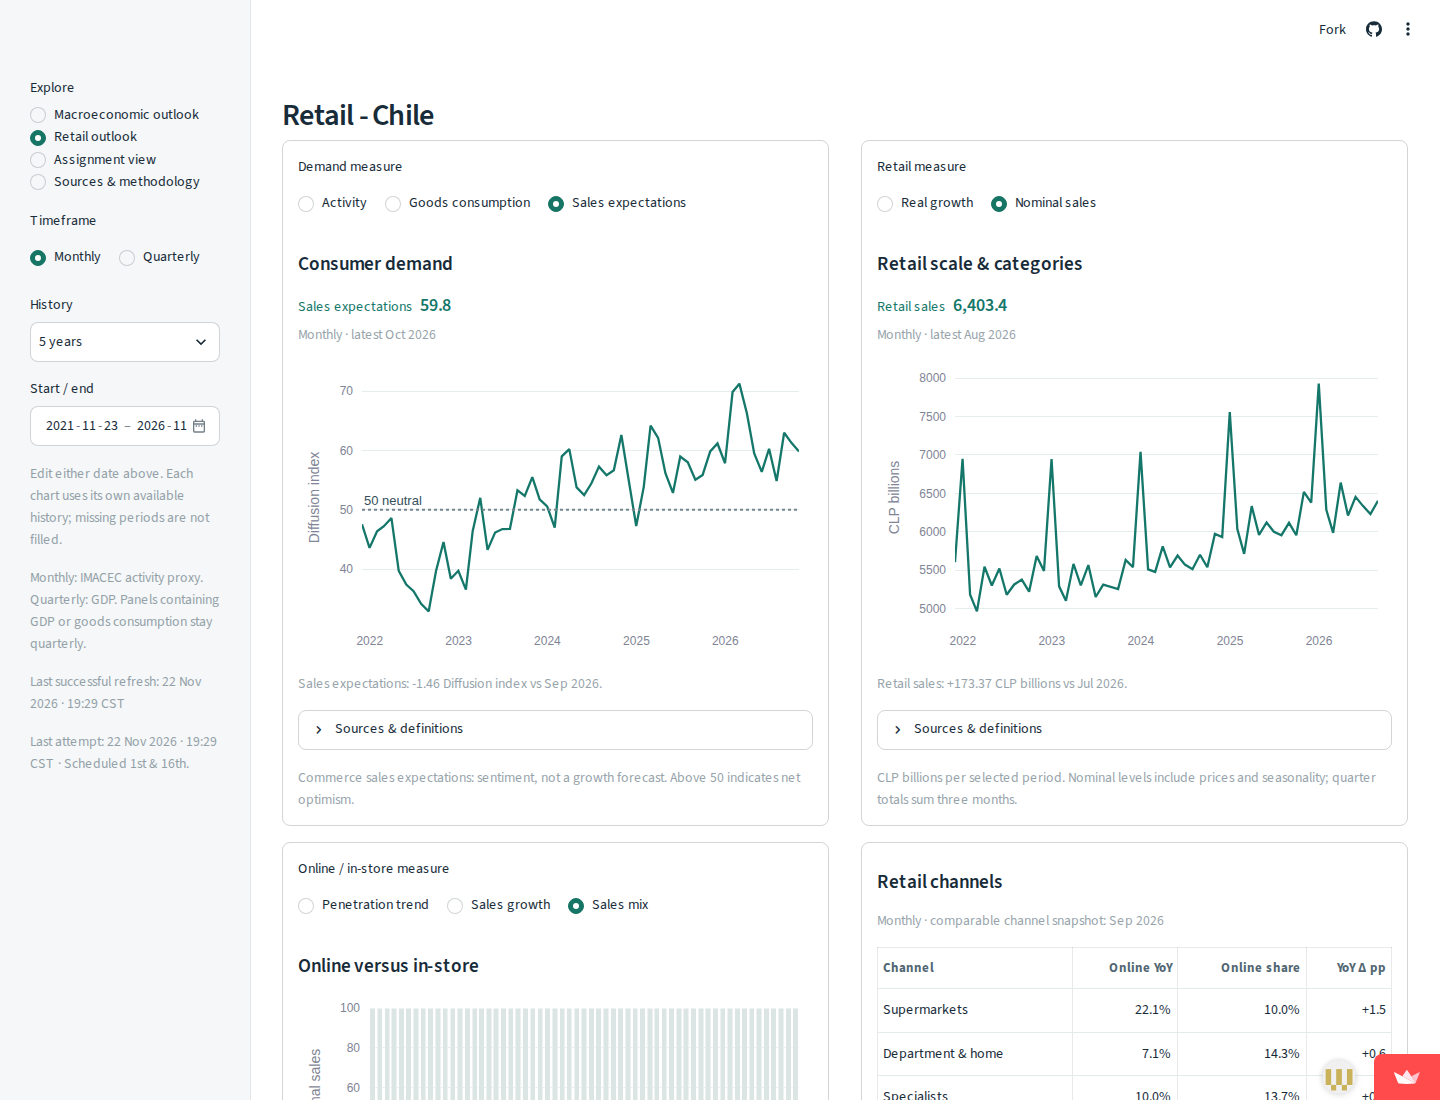 Fork
Explore
Macroeconomic outlook
Retail outlook
Assignment view
Sources & methodology
Timeframe
Monthly
Quarterly
History
5 years
Start / end
2021-11-23 – 2026-11
Edit either date above. Each
chart uses its own available
history; missing periods are not
filled.
Monthly: IMACEC activity proxy.
Quarterly: GDP. Panels containing
GDP or goods consumption stay
quarterly.
Last successful refresh: 22 Nov
2026 · 19:29 CST
Last attempt: 22 Nov 2026 · 19:29
CST · Scheduled 1st & 16th.
Retail - Chile
Demand measure
Activity
Goods consumption
Sales expectations
Consumer demand
Sales expectations 59.8
Monthly · latest Oct 2026
Diffusion index
70
60
50
40
50 neutral
2022
2023
2024
2025
2026
Sales expectations: -1.46 Diffusion index vs Sep 2026.
Sources & definitions
Commerce sales expectations: sentiment, not a growth forecast. Above 50 indicates net
optimism.
Retail measure
Real growth
Nominal sales
Retail scale & categories
Retail sales 6,403.4
Monthly · latest Aug 2026
CLP billions
8000
7500
7000
6500
6000
5500
5000
2022
2023
2024
2025
2026
Retail sales: +173.37 CLP billions vs Jul 2026.
Sources & definitions
CLP billions per selected period. Nominal levels include prices and seasonality; quarter
totals sum three months.
Online / in-store measure
Penetration trend
Sales growth
Sales mix
Online versus in-store
100
80
60
sales
Retail channels
Monthly · comparable channel snapshot: Sep 2026
Channel Online YoY Online share YoY Δ pp
Supermarkets 22.1% 10.0% +1.5
Department & home 7.1% 14.3% +0.6
Specialists 10.0% 13.7%